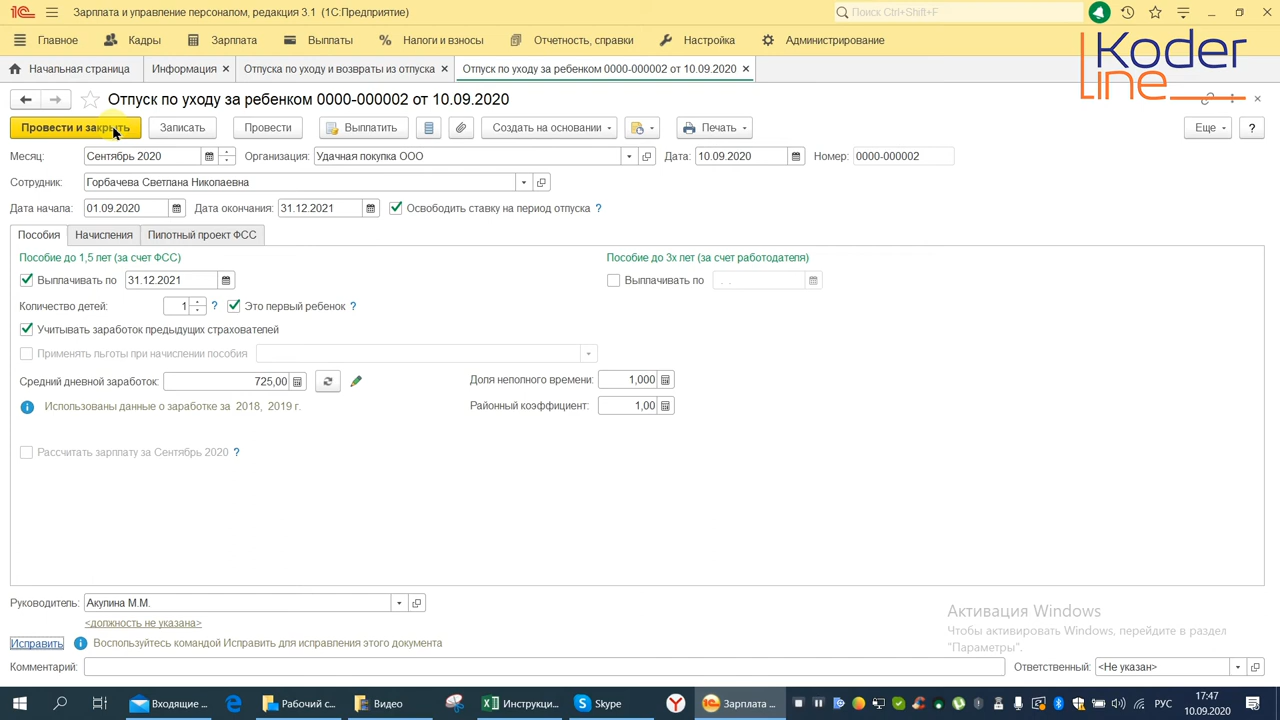 Зарплата и управление персоналом, редакция 3.1 (1С:Предприятие)
Поиск Ctrl+Shift+F
Главное Кадры Зарплата Выплаты Налоги и взносы Отчетность, справки Настройка Администрирование
Koder
line
Начальная страница Информация Отпуска по уходу и возвраты из отпуска Отпуск по уходу за ребенком 0000-000002 от 10.09.2020
Отпуск по уходу за ребенком 0000-000002 от 10.09.2020
Провести и закрыть Записать Провести Выплатить Создать на основании Печать Еще ?
Месяц: Сентябрь 2020 Организация: Удачная покупка ООО Дата: 10.09.2020 Номер: 0000-000002
Сотрудник: Горбачева Светлана Николаевна
Дата начала: 01.09.2020 Дата окончания: 31.12.2021 Освободить ставку на период отпуска ?
Пособия Начисления Пилотный проект ФСС
Пособие до 1,5 лет (за счет ФСС) Пособие до 3х лет (за счет работодателя)
Выплачивать по 31.12.2021 Выплачивать по . .
Количество детей: 1 ? Это первый ребенок ?
Учитывать заработок предыдущих страхователей
Применять льготы при начислении пособия
Средний дневной заработок: 725,00 Доля неполного времени: 1,000
Использованы данные о заработке за 2018, 2019 г. Районный коэффициент: 1,00
Рассчитать зарплату за Сентябрь 2020 ?
Руководитель: Акулина М.М.
<должность не указана>
Активация Windows
Чтобы активировать Windows, перейдите в раздел
"Параметры".
Исправить Воспользуйтесь командой Исправить для исправления этого документа
Комментарий: Ответственный: <Не указан>
Входящие ... Рабочий с... Видео Инструкци... Skype Зарплата ... РУС 17:47
10.09.2020